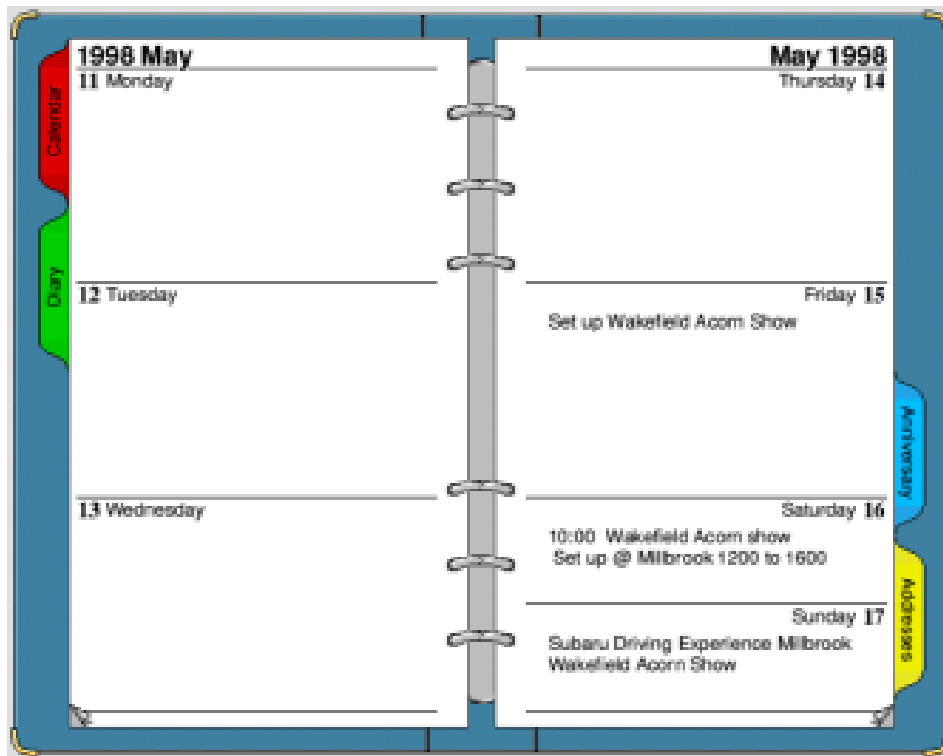 1998 May
11 Monday
12 Tuesday
13 Wednesday
May 1998
Thursday 14
Friday 15
Set up Wakefield Acorn Show
Saturday 16
10:00 Wakefield Acorn show
Set up @ Millbrook 1200 to 1600
Sunday 17
Subaru Driving Experience Millbrook
Wakefield Acorn Show
Calendar
Diary
Anniversary
Addresses